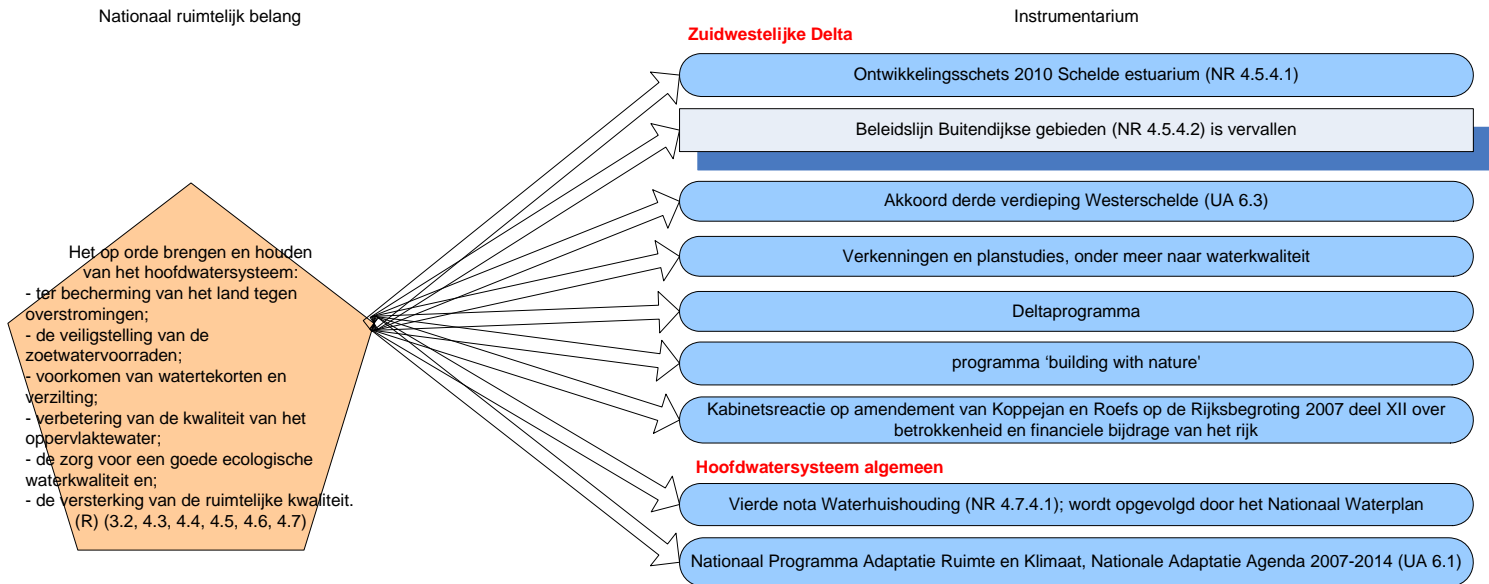 Nationaal ruimtelijk belang
Instrumentarium
Het op orde brengen en houden
van het hoofdwatersysteem:
- ter becherming van het land tegen
overstromingen;
- de veiligstelling van de
zoetwatervoorraden;
- voorkomen van watertekorten en
verzilting;
- verbetering van de kwaliteit van het
oppervlaktewater;
- de zorg voor een goede ecologische
waterkwaliteit en;
- de versterking van de ruimtelijke kwaliteit.
(R) (3.2, 4.3, 4.4, 4.5, 4.6, 4.7)
Zuidwestelijke Delta
Ontwikkelingsschets 2010 Schelde estuarium (NR 4.5.4.1)
Beleidslijn Buitendijkse gebieden (NR 4.5.4.2) is vervallen
Akkoord derde verdieping Westerschelde (UA 6.3)
Verkenningen en planstudies, onder meer naar waterkwaliteit
Deltaprogramma
programma ‘building with nature’
Kabinetsreactie op amendement van Koppejan en Roefs op de Rijksbegroting 2007 deel XII over
betrokkenheid en financiele bijdrage van het rijk
Hoofdwatersysteem algemeen
Vierde nota Waterhuishouding (NR 4.7.4.1); wordt opgevolgd door het Nationaal Waterplan
Nationaal Programma Adaptatie Ruimte en Klimaat, Nationale Adaptatie Agenda 2007-2014 (UA 6.1)